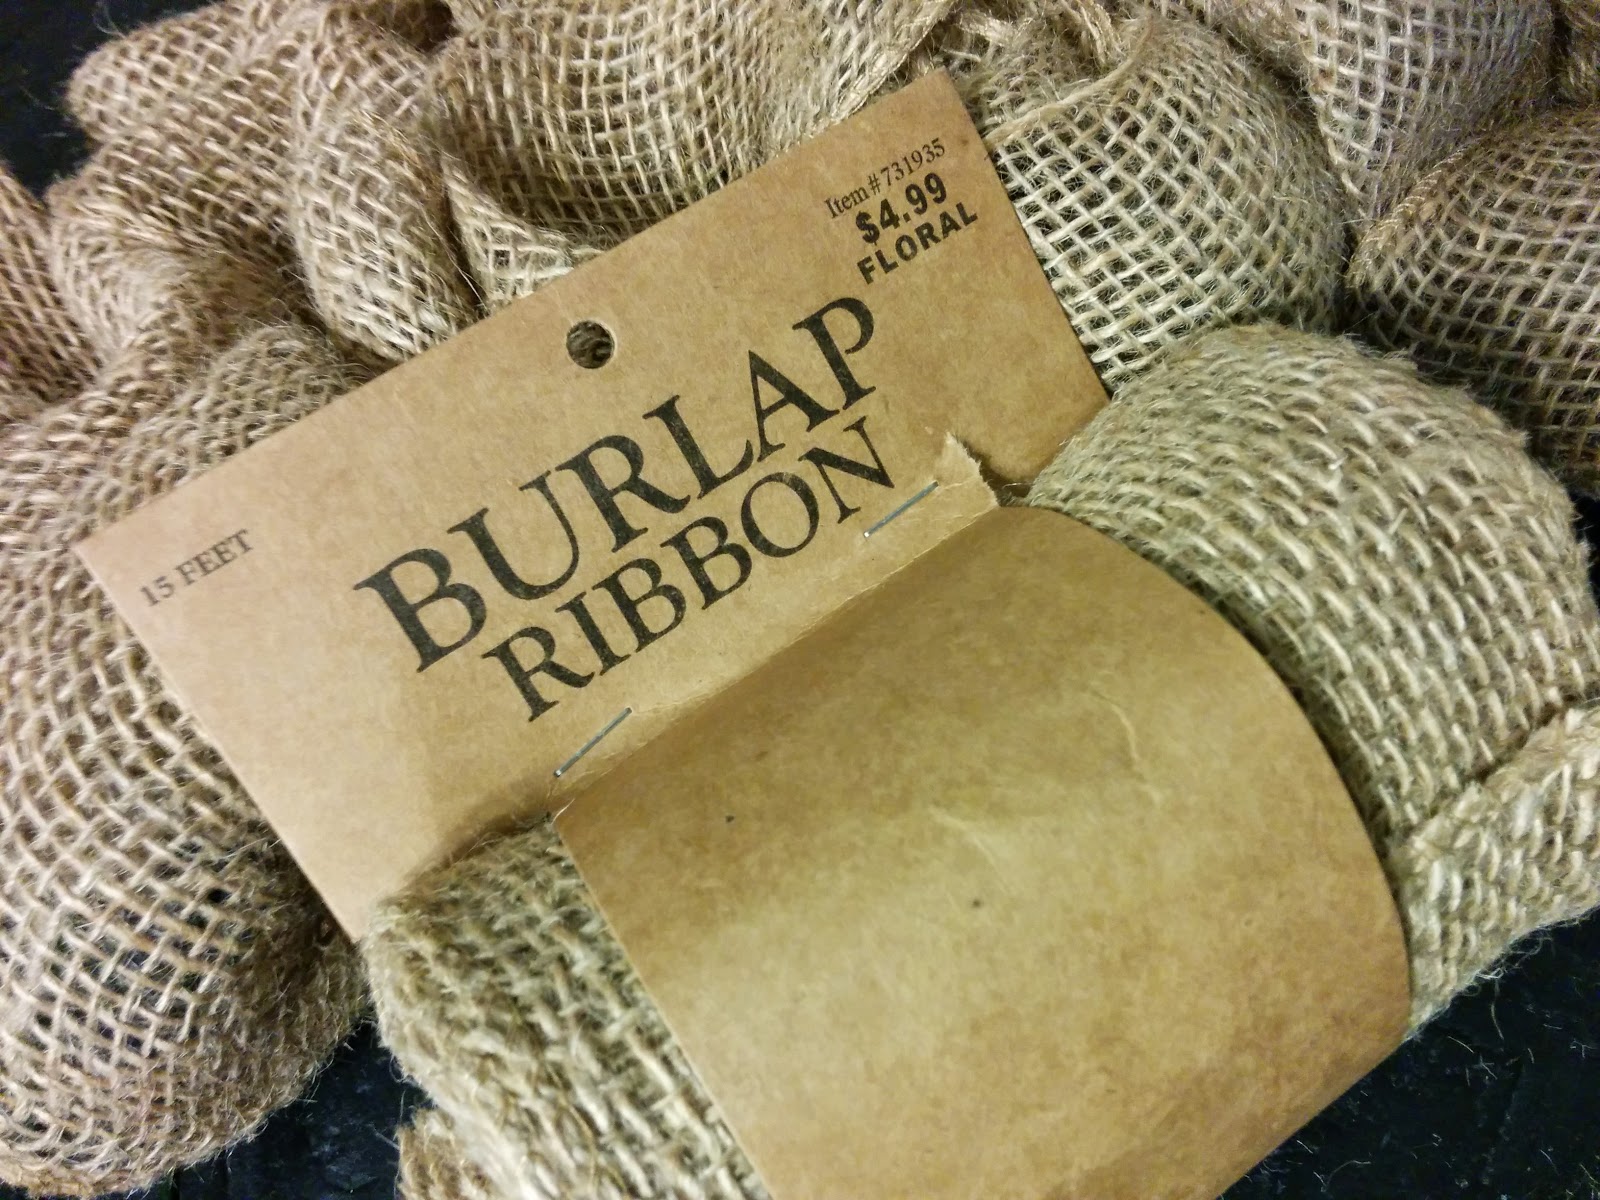 Item# 731935
$4.99
FLORAL
15 FEET
BURLAP
RIBBON